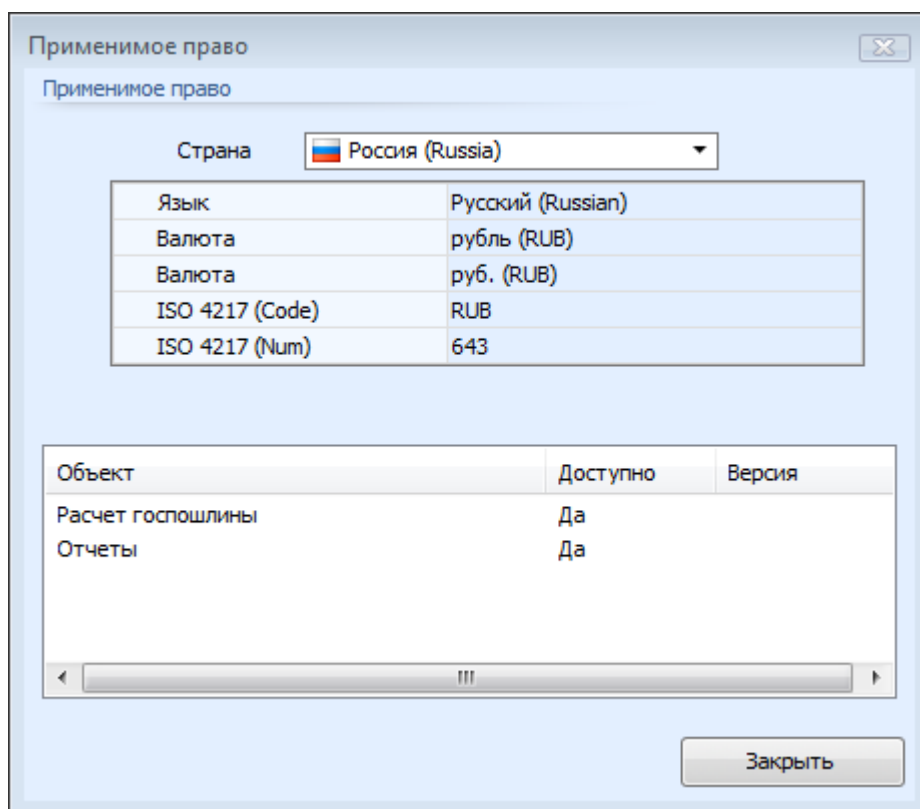 Применимое право
Применимое право
Страна Россия (Russia)
Язык Русский (Russian)
Валюта рубль (RUB)
Валюта руб. (RUB)
ISO 4217 (Code) RUB
ISO 4217 (Num) 643
Объект Доступно Версия
Расчет госпошлины Да
Отчеты Да
Закрыть